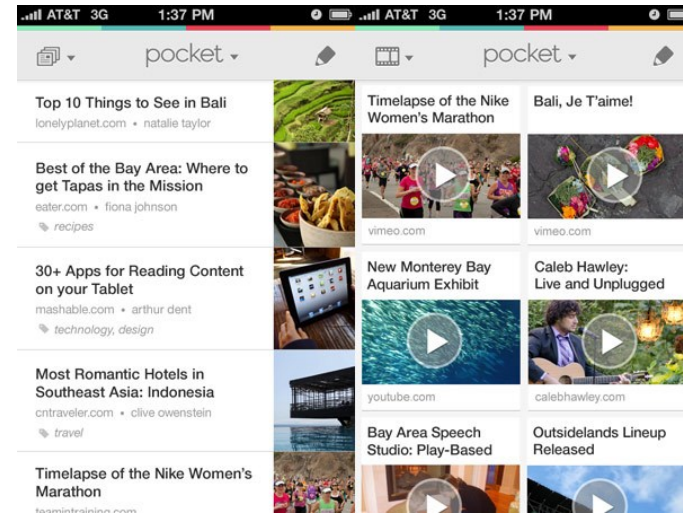 AT&T 3G 1:37 PM
pocket
Top 10 Things to See in Bali
lonelyplanet.com • natalie taylor
Best of the Bay Area: Where to
get Tapas in the Mission
eater.com • fiona johnson
recipes
30+ Apps for Reading Content
on your Tablet
mashable.com • arthur dent
technology, design
Most Romantic Hotels in
Southeast Asia: Indonesia
cntraveler.com • clive owenstein
travel
Timelapse of the Nike Women’s
Marathon
teamintraining.com
AT&T 3G 1:37 PM
pocket
Timelapse of the Nike
Women’s Marathon
vimeo.com
Bali, Je T’aime!
vimeo.com
New Monterey Bay
Aquarium Exhibit
youtube.com
Caleb Hawley:
Live and Unplugged
calebhawley.com
Bay Area Speech
Studio: Play-Based
Outsidelands Lineup
Released